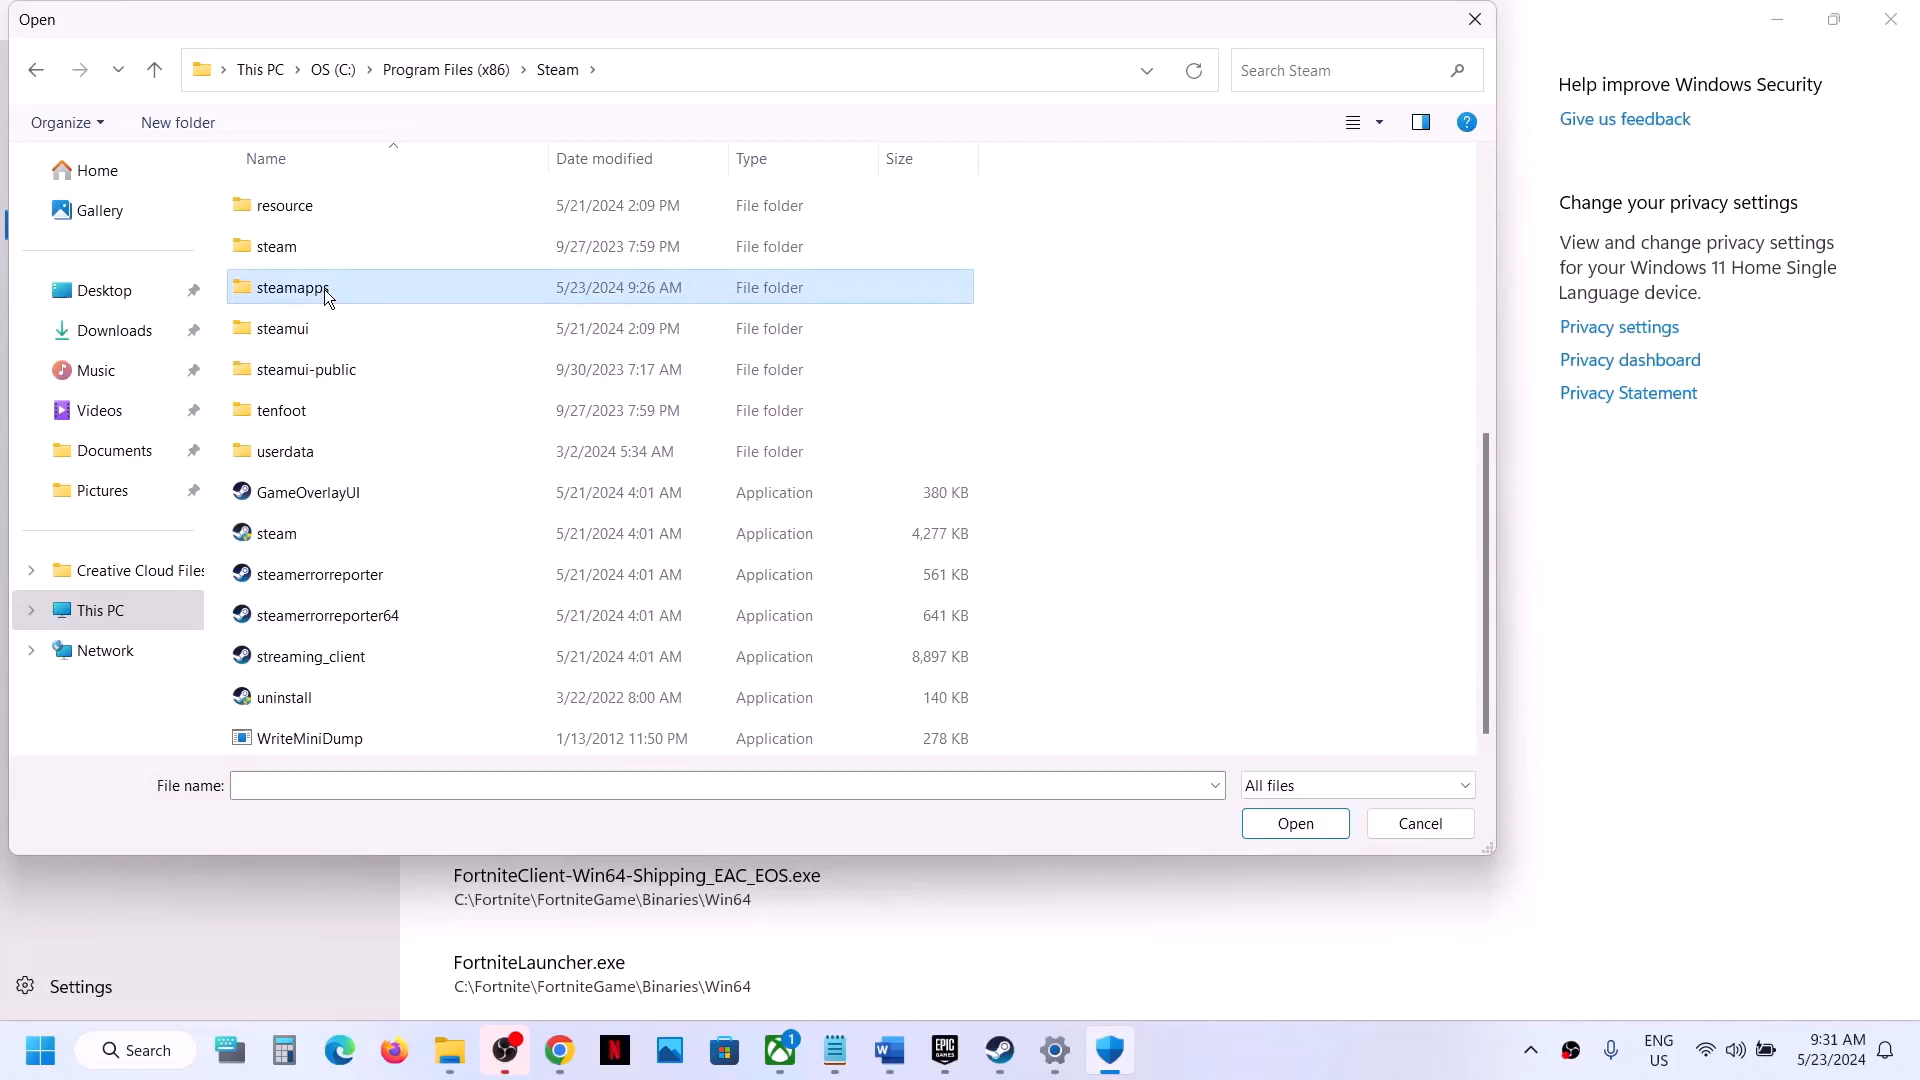 Open
This PC > OS (C:) > Program Files (x86) > Steam >
Search Steam
Organize
New folder
Name
Date modified
Type
Size
Home
Gallery
Desktop
Downloads
Music
Videos
Documents
Pictures
Creative Cloud Files
This PC
Network
resource 5/21/2024 2:09 PM File folder
steam 9/27/2023 7:59 PM File folder
steamapps 5/23/2024 9:26 AM File folder
steamui 5/21/2024 2:09 PM File folder
steamui-public 9/30/2023 7:17 AM File folder
tenfoot 9/27/2023 7:59 PM File folder
userdata 3/2/2024 5:34 AM File folder
GameOverlayUI 5/21/2024 4:01 AM Application 380 KB
steam 5/21/2024 4:01 AM Application 4,277 KB
steamerrorreporter 5/21/2024 4:01 AM Application 561 KB
steamerrorreporter64 5/21/2024 4:01 AM Application 641 KB
streaming_client 5/21/2024 4:01 AM Application 8,897 KB
uninstall 3/22/2022 8:00 AM Application 140 KB
WriteMiniDump 1/13/2012 11:50 PM Application 278 KB
File name:
All files
Open
Cancel
Help improve Windows Security
Give us feedback
Change your privacy settings
View and change privacy settings
for your Windows 11 Home Single
Language device.
Privacy settings
Privacy dashboard
Privacy Statement
FortniteClient-Win64-Shipping_EAC_EOS.exe
C:\Fortnite\FortniteGame\Binaries\Win64
FortniteLauncher.exe
C:\Fortnite\FortniteGame\Binaries\Win64
Settings
Search
N
1
W
EPIC
GAMES
ENG
US
9:31 AM
5/23/2024